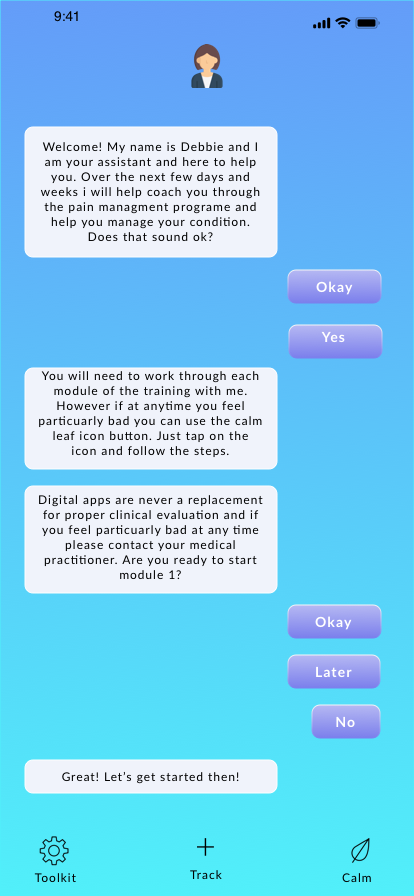 9:41
Welcome! My name is Debbie and I
am your assistant and here to help
you. Over the next few days and
weeks i will help coach you through
the pain managment programe and
help you manage your condition.
Does that sound ok?
Okay
Yes
You will need to work through each
module of the training with me.
However if at anytime you feel
particuarly bad you can use the calm
leaf icon button. Just tap on the
icon and follow the steps.
Digital apps are never a replacement
for proper clinical evaluation and if
you feel particuarly bad at any time
please contact your medical
practitioner. Are you ready to start
module 1?
Okay
Later
No
Great! Let's get started then!
Toolkit
Track
Calm